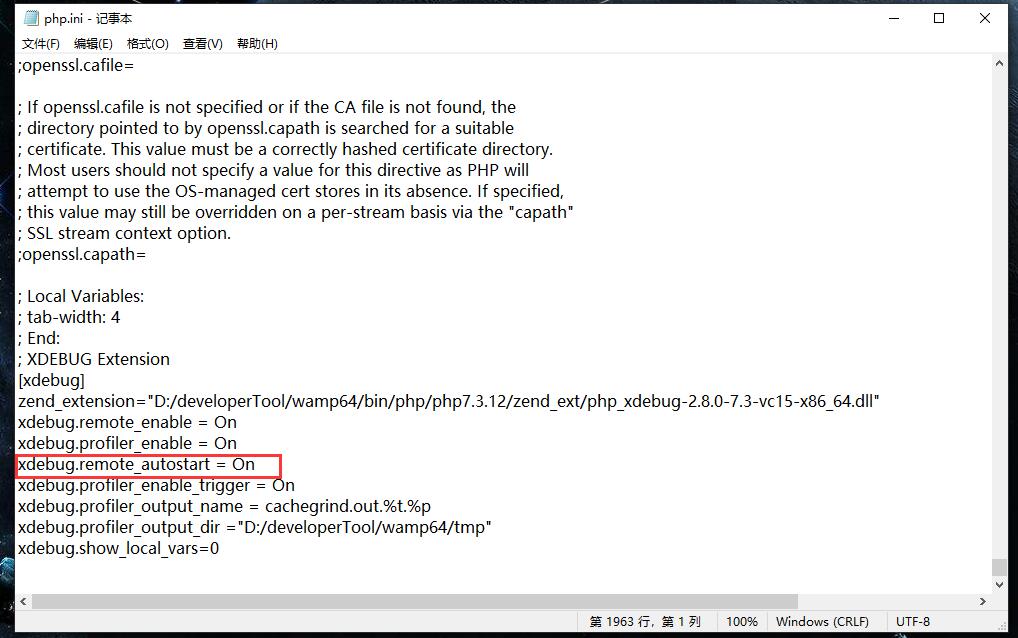 php.ini - 记事本
文件(F) 编辑(E) 格式(O) 查看(V) 帮助(H)
;openssl.cafile=
; If openssl.cafile is not specified or if the CA file is not found, the
; directory pointed to by openssl.capath is searched for a suitable
; certificate. This value must be a correctly hashed certificate directory.
; Most users should not specify a value for this directive as PHP will
; attempt to use the OS-managed cert stores in its absence. If specified,
; this value may still be overridden on a per-stream basis via the "capath"
; SSL stream context option.
;openssl.capath=
; Local Variables:
; tab-width: 4
; End:
; XDEBUG Extension
[xdebug]
zend_extension="D:/developerTool/wamp64/bin/php/php7.3.12/zend_ext/php_xdebug-2.8.0-7.3-vc15-x86_64.dll"
xdebug.remote_enable = On
xdebug.profiler_enable = On
xdebug.remote_autostart = On
xdebug.profiler_enable_trigger = On
xdebug.profiler_output_name = cachegrind.out.%t.%p
xdebug.profiler_output_dir ="D:/developerTool/wamp64/tmp"
xdebug.show_local_vars=0
第 1963 行，第 1 列 100% Windows (CRLF) UTF-8